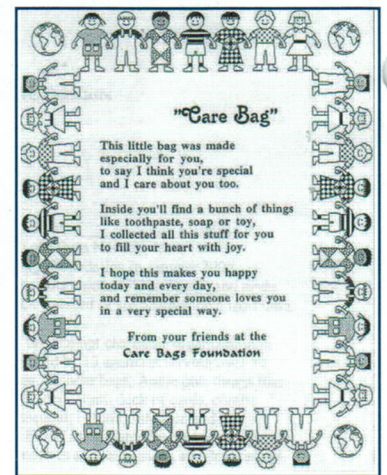 "Care Bag"
This little bag was made
especially for you,
to say I think you're special
and I care about you too.
Inside you'll find a bunch of things
like toothpaste, soap or toy,
I collected all this stuff for you
to fill your heart with joy.
I hope this makes you happy
today and every day,
and remember someone loves you
in a very special way.
From your friends at the
Care Bags Foundation